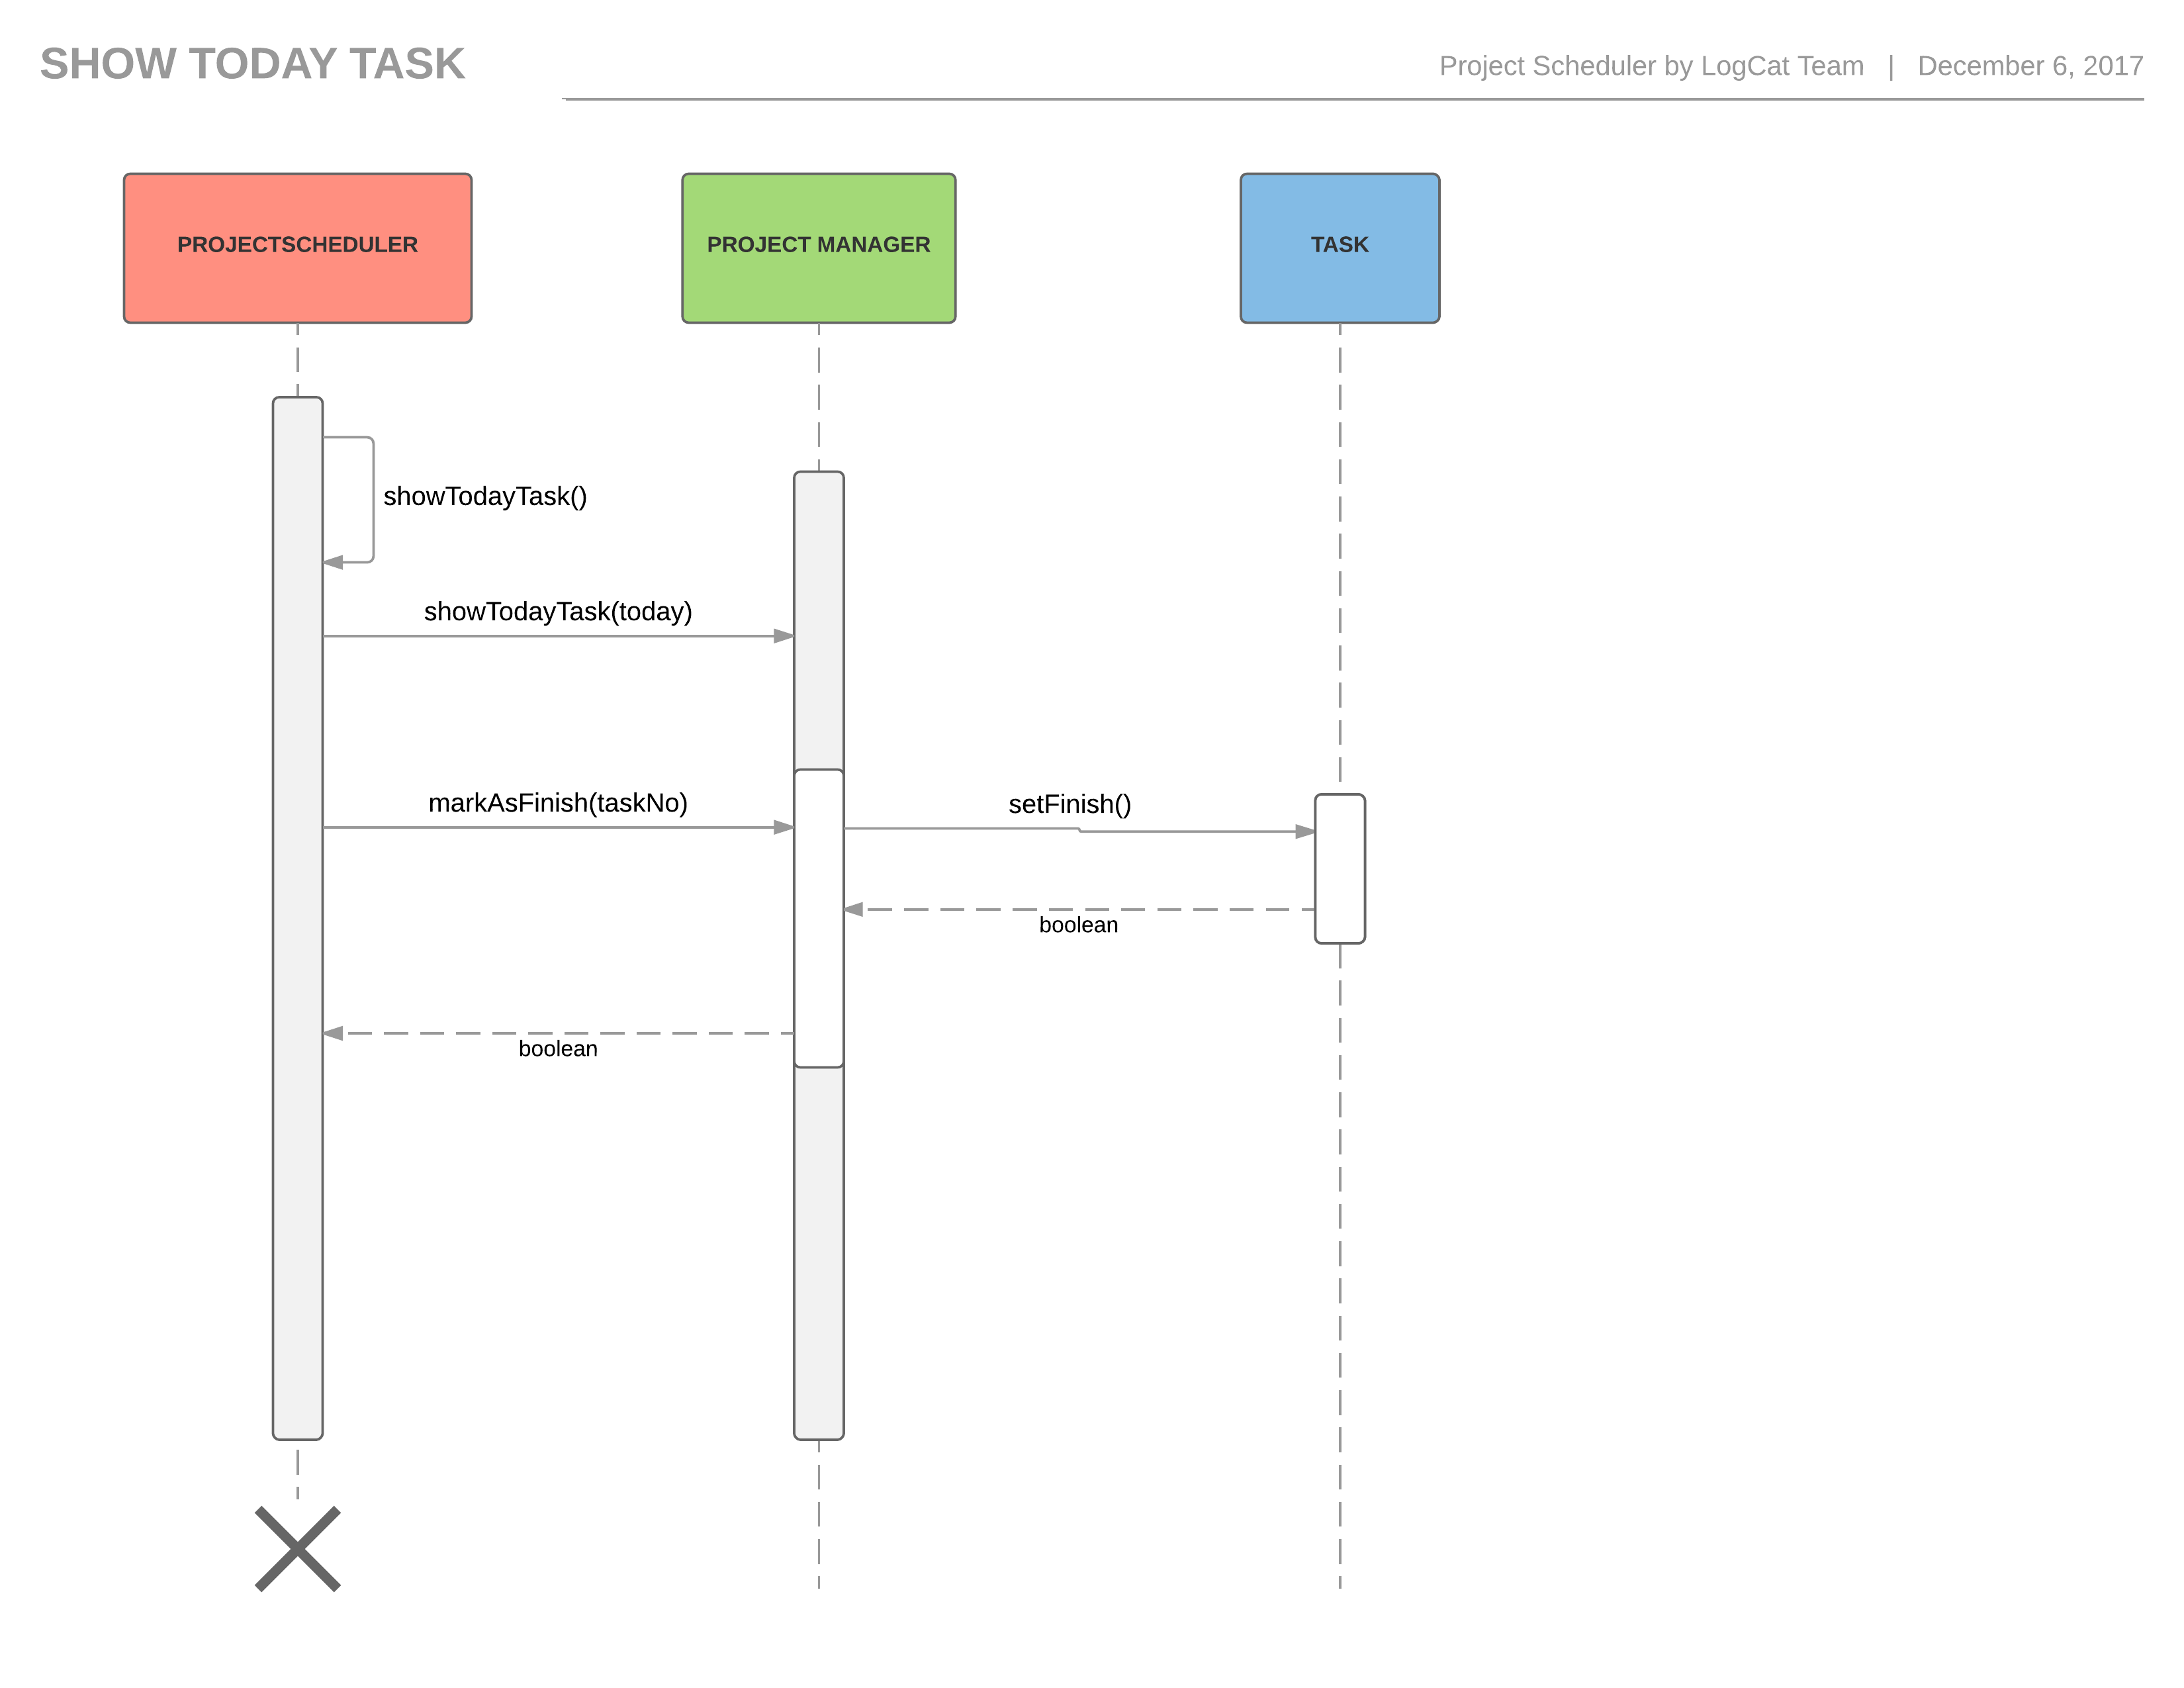 SHOW TODAY TASK
Project Scheduler by LogCat Team | December 6, 2017
PROJECTSCHEDULER
PROJECT MANAGER
TASK
showTodayTask()
showTodayTask(today)
markAsFinish(taskNo)
setFinish()
boolean
boolean